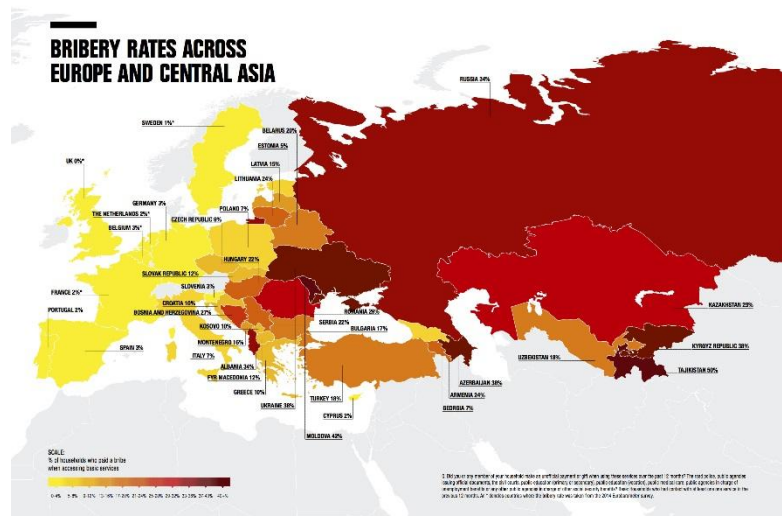 BRIBERY RATES ACROSS
EUROPE AND CENTRAL ASIA
RUSSIA 34%
SWEDEN 1%*
BELARUS 20%
ESTONIA 5%
LATVIA 15%
LITHUANIA 24%
UK 0%*
GERMANY 3%
THE NETHERLANDS 2%*
BELGIUM 3%*
POLAND 7%
CZECH REPUBLIC 9%
HUNGARY 22%
SLOVAK REPUBLIC 12%
SLOVENIA 3%
FRANCE 2%*
CROATIA 10%
BOSNIA AND HERZEGOVINA 27%
PORTUGAL 2%
ROMANIA 29%
SERBIA 22%
BULGARIA 17%
KOSOVO 10%
MONTENEGRO 16%
SPAIN 3%
ITALY 7%
ALBANIA 34%
FYR MACEDONIA 12%
GREECE 10%
UKRAINE 38%
TURKEY 18%
CYPRUS 2%
MOLDOVA 42%
AZERBAIJAN 38%
ARMENIA 24%
GEORGIA 7%
KAZAKHSTAN 29%
KYRGYZ REPUBLIC 38%
UZBEKISTAN 18%
TAJIKISTAN 50%
SCALE:
% of households who paid a bribe
when accessing basic services
0-4%